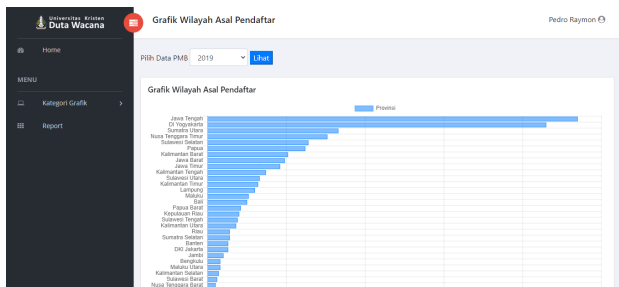 Universitas Kristen
Duta Wacana
Grafik Wilayah Asal Pendaftar
Pedro Raymon
Home
MENU
Kategori Grafik
Report
Pilih Data PMB 2019 Lihat
Grafik Wilayah Asal Pendaftar
Provinsi
Jawa Tengah
DI Yogyakarta
Sumatra Utara
Nusa Tenggara Timur
Sulawesi Selatan
Papua
Kalimantan Barat
Jawa Barat
Jawa Timur
Kalimantan Tengah
Sulawesi Utara
Kalimantan Timur
Lampung
Maluku
Bali
Papua Barat
Kepulauan Riau
Sulawesi Tengah
Kalimantan Utara
Riau
Sumatra Selatan
Banten
DKI Jakarta
Jambi
Bengkulu
Maluku Utara
Kalimantan Selatan
Sulawesi Barat
Nusa Tenggara Barat